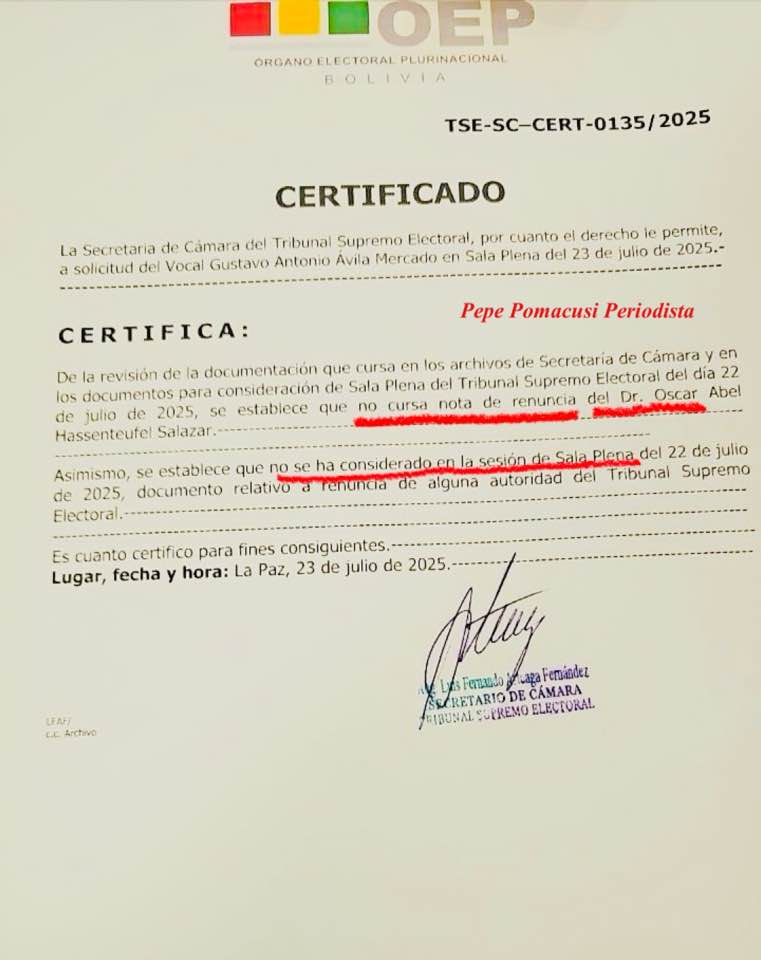 OEP
ÓRGANO ELECTORAL PLURINACIONAL
BOLIVIA
TSE-SC–CERT-0135/2025
CERTIFICADO
La Secretaria de Cámara del Tribunal Supremo Electoral, por cuanto el derecho le permite,
a solicitud del Vocal Gustavo Antonio Ávila Mercado en Sala Plena del 23 de julio de 2025.-
Pepe Pomacusi Periodista
CERTIFICA:
De la revisión de la documentación que cursa en los archivos de Secretaría de Cámara y en
los documentos para consideración de Sala Plena del Tribunal Supremo Electoral del día 22
de julio de 2025, se establece que no cursa nota de renuncia del Dr. Oscar Abel
Hassenteufel Salazar.
Asimismo, se establece que no se ha considerado en la sesión de Sala Plena del 22 de julio
de 2025, documento relativo a renuncia de alguna autoridad del Tribunal Supremo
Electoral.
Es cuanto certifico para fines consiguientes.
Lugar, fecha y hora: La Paz, 23 de julio de 2025.
Luis Fernando Arteaga Fernández
SECRETARIO DE CÁMARA
TRIBUNAL SUPREMO ELECTORAL
LFAF/
c.c. Archivo